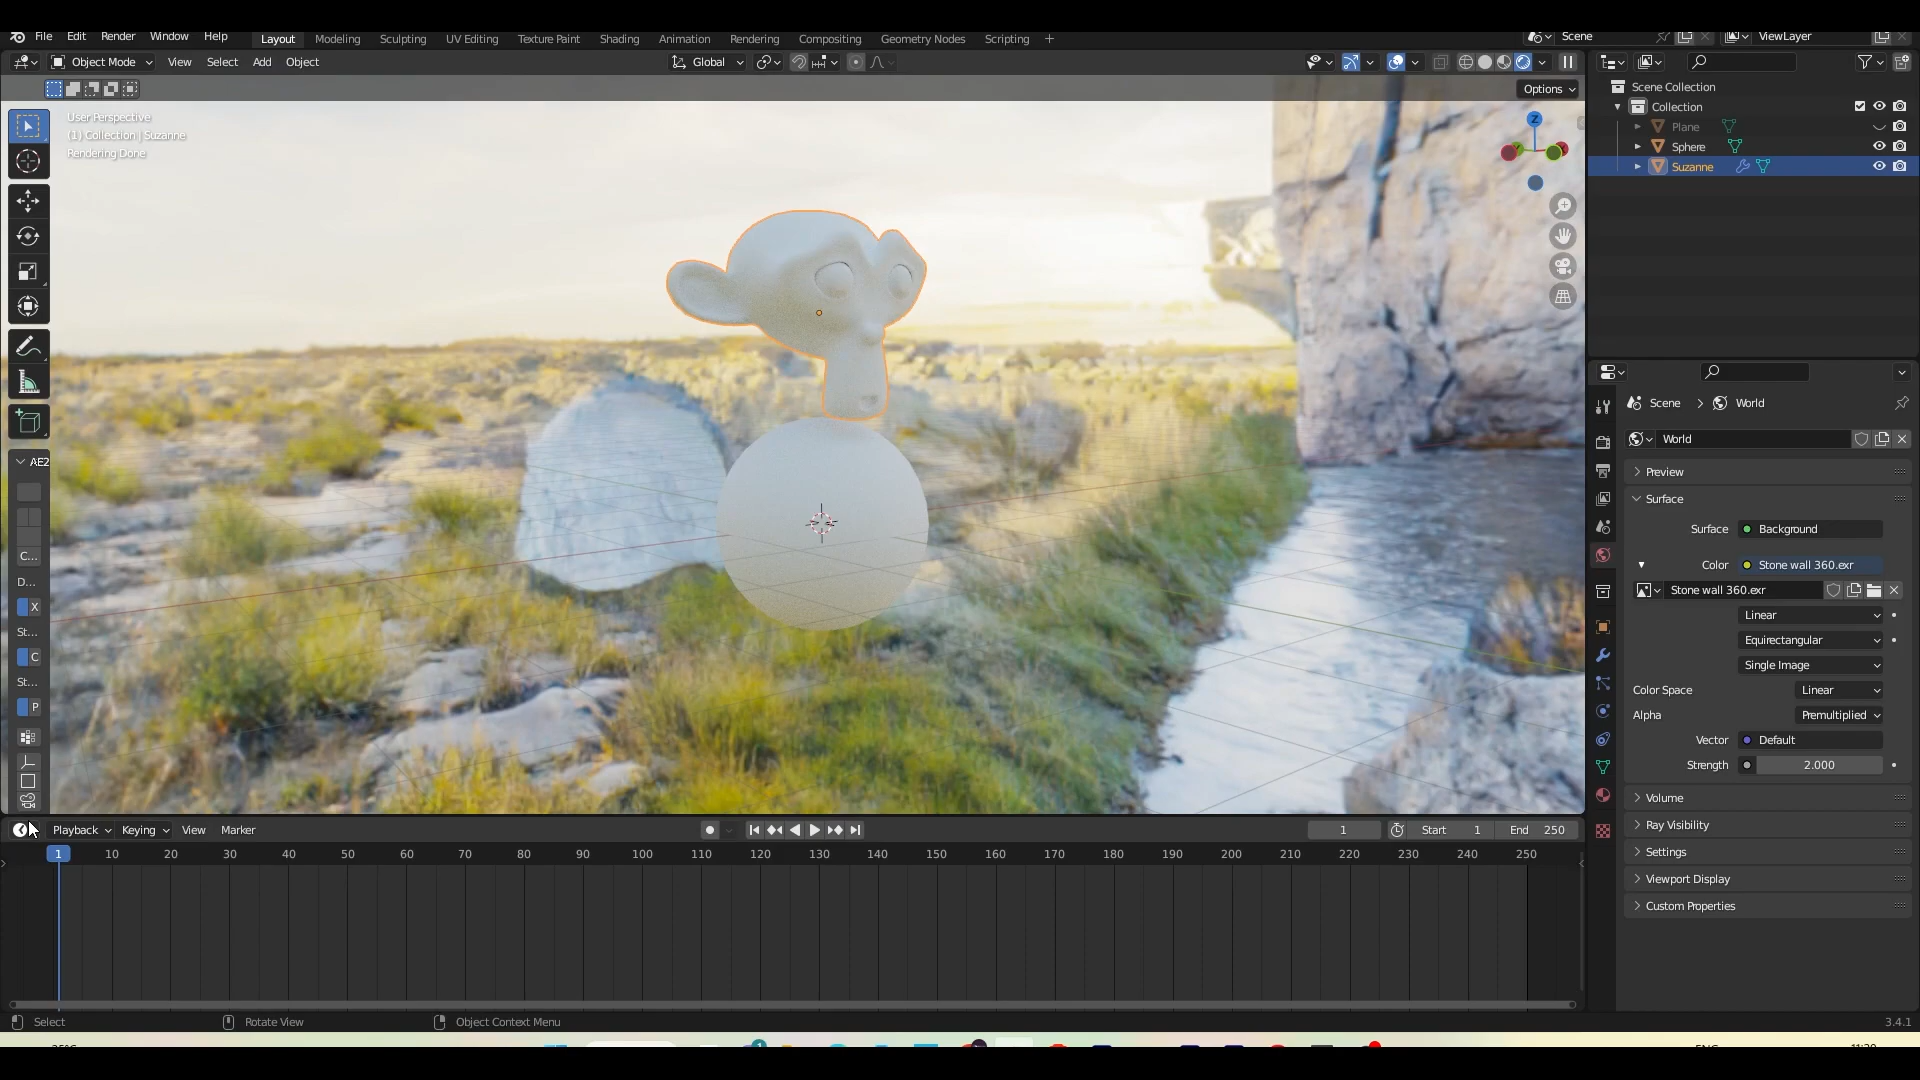 File Edit Render Window Help Layout Modeling Sculpting UV Editing Texture Paint Shading Animation Rendering Compositing Geometry Nodes Scripting Scene ViewLayer
Object Mode View Select Add Object Global
Options
User Perspective
(1) Collection | Suzanne
Rendering Done
Z
AE2
C...
D...
X
St...
C
St...
P
Scene Collection
Collection
Plane
Sphere
Suzanne
Scene > World
World
Preview
Surface
Surface Background
Color Stone wall 360.exr
Stone wall 360.exr
Linear
Equirectangular
Single Image
Color Space Linear
Alpha Premultiplied
Vector Default
Strength 2.000
Volume
Ray Visibility
Settings
Viewport Display
Custom Properties
Playback Keying View Marker 1 Start 1 End 250
1 10 20 30 40 50 60 70 80 90 100 110 120 130 140 150 160 170 180 190 200 210 220 230 240 250
Select Rotate View Object Context Menu 3.4.1